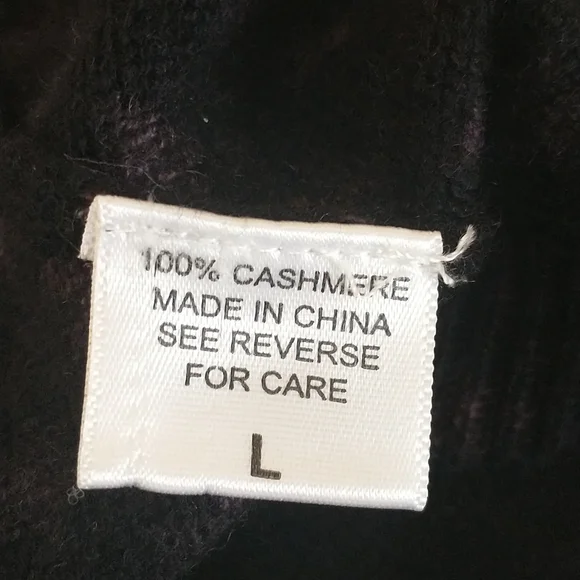 100% CASHMERE
MADE IN CHINA
SEE REVERSE
FOR CARE
L